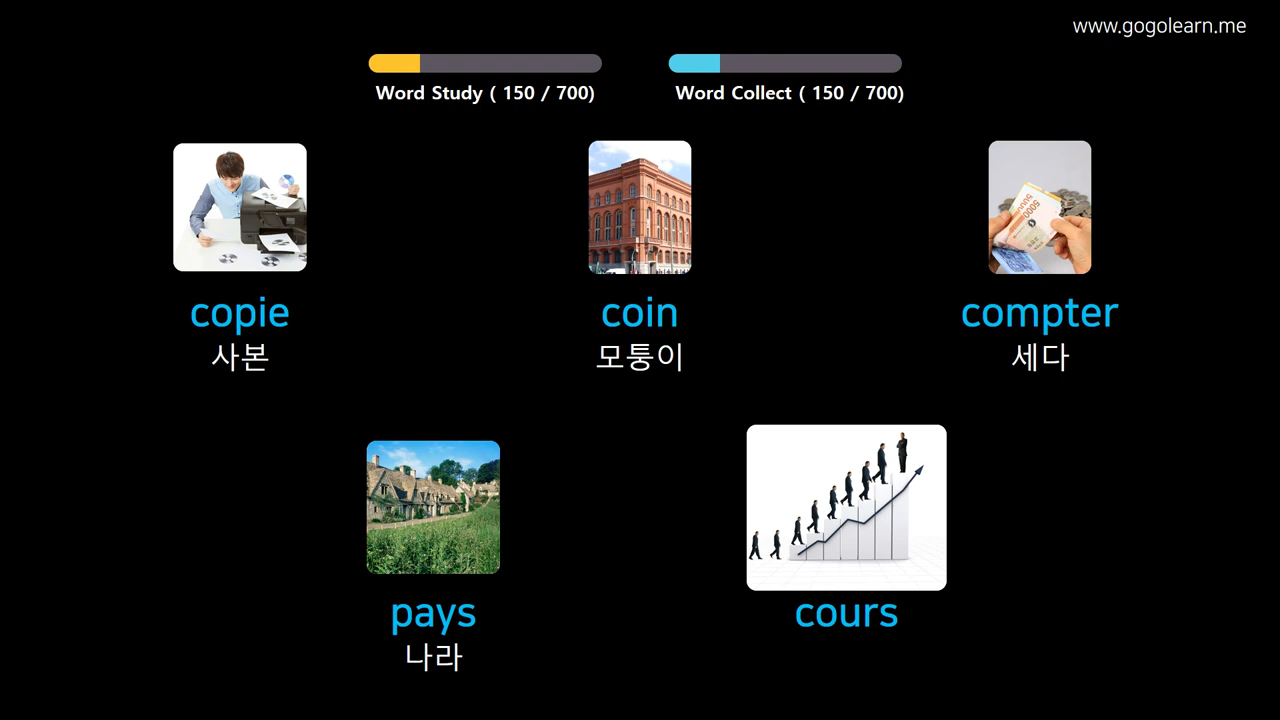 www.gogolearn.me
Word Study ( 150 / 700)
Word Collect ( 150 / 700)
copie
사본
coin
모퉁이
compter
세다
pays
나라
cours